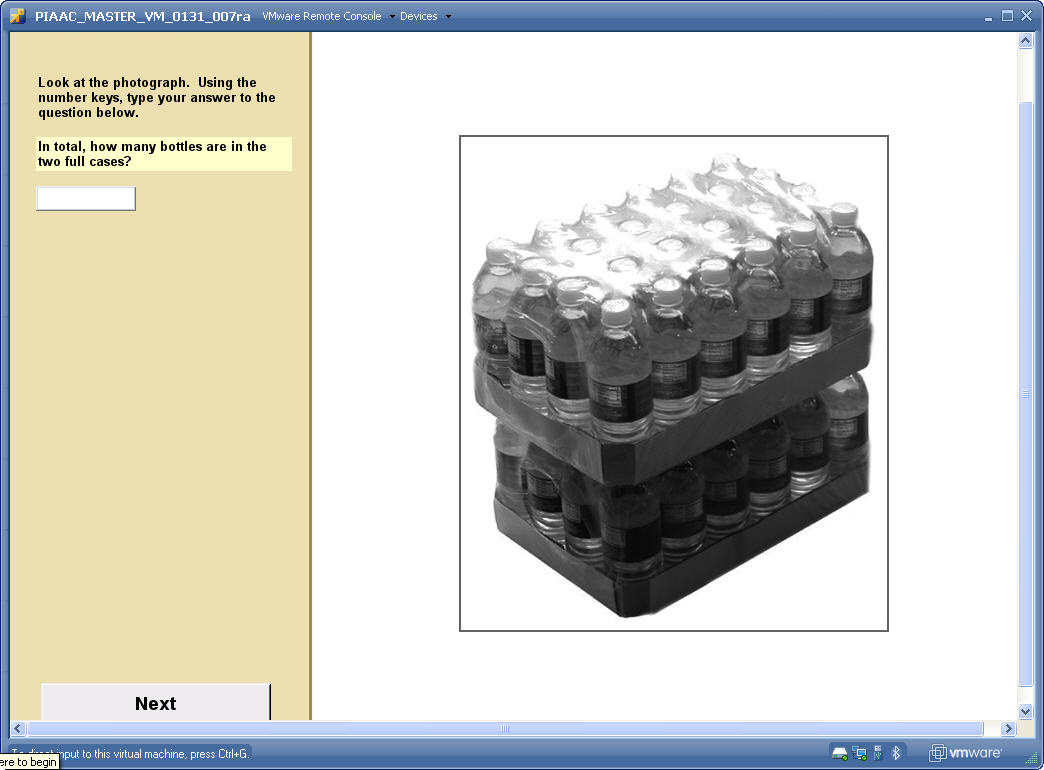 PIAAC_MASTER_VM_0131_007ra VMware Remote Console Devices
Look at the photograph. Using the
number keys, type your answer to the
question below.
In total, how many bottles are in the
two full cases?
Next
To direct input to this virtual machine, press Ctrl+G.
ere to begin
vmware